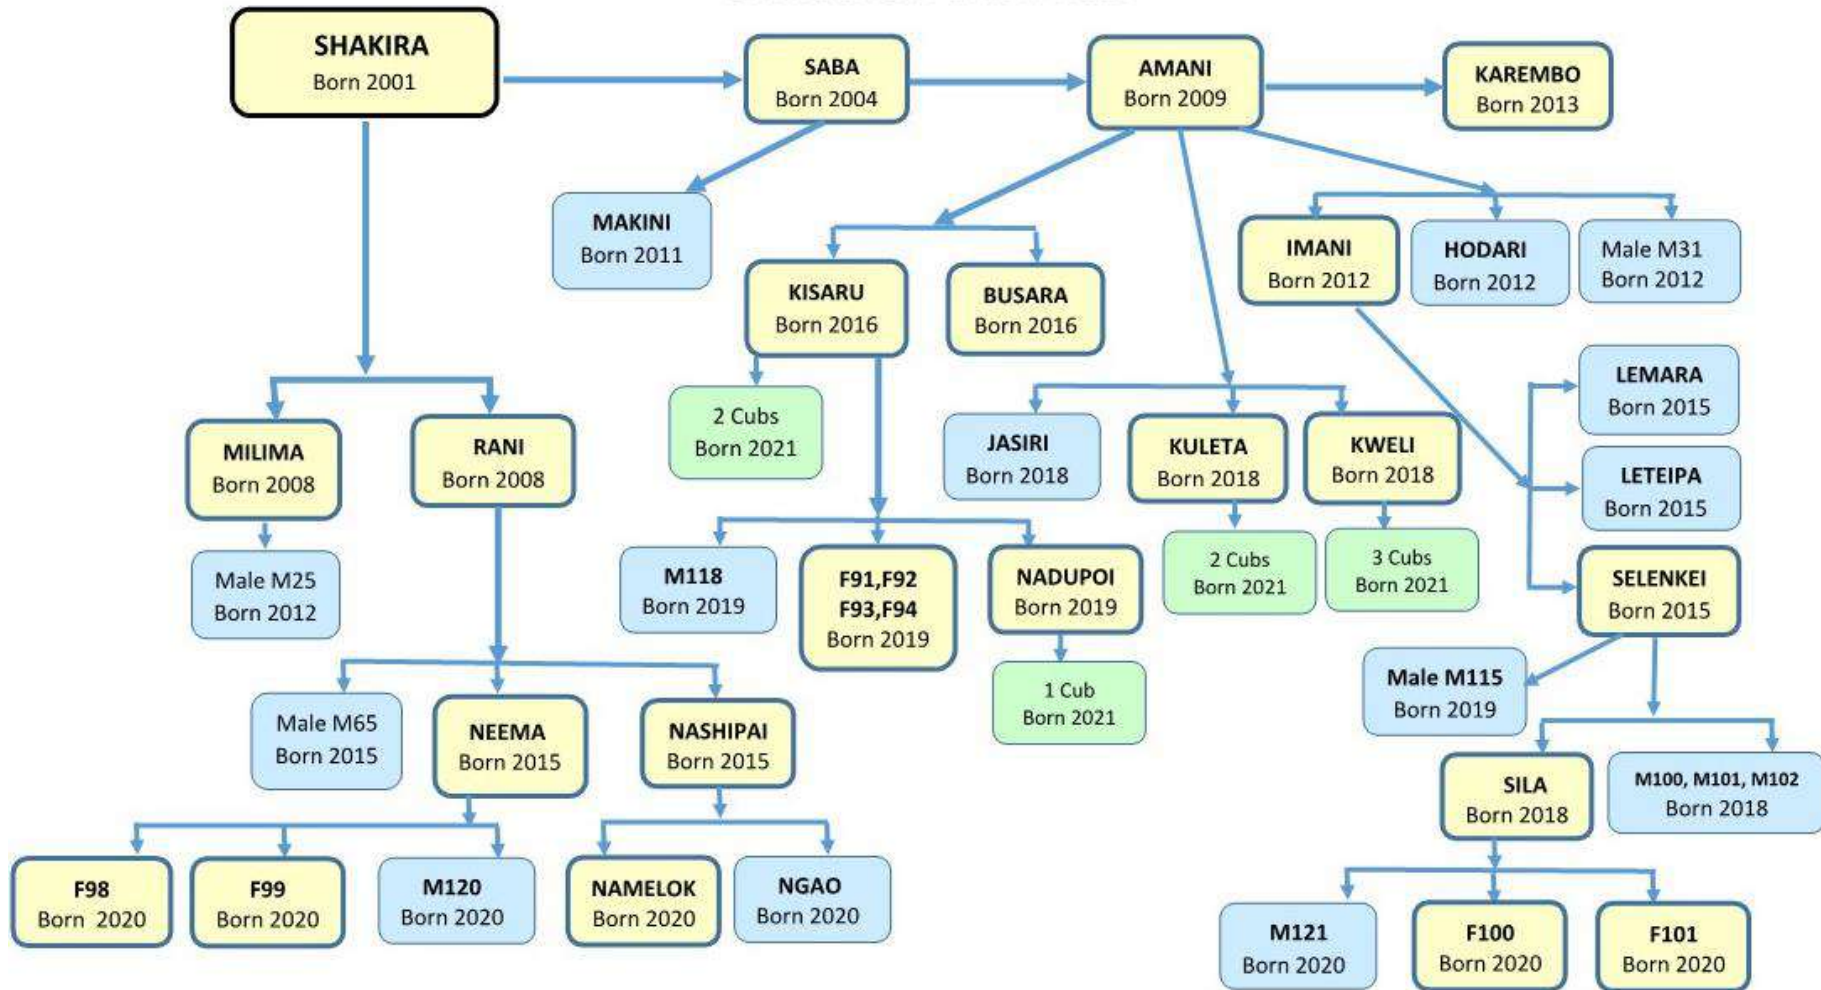 SHAKIRA
Born 2001
SABA
Born 2004
AMANI
Born 2009
KAREMBO
Born 2013
MAKINI
Born 2011
KISARU
Born 2016
BUSARA
Born 2016
IMANI
Born 2012
HODARI
Born 2012
Male M31
Born 2012
MILIMA
Born 2008
RANI
Born 2008
2 Cubs
Born 2021
JASIRI
Born 2018
KULETA
Born 2018
KWELI
Born 2018
LEMARA
Born 2015
LETEIPA
Born 2015
SELENKEI
Born 2015
Male M25
Born 2012
M118
Born 2019
F91,F92
F93,F94
Born 2019
NADUPOI
Born 2019
2 Cubs
Born 2021
3 Cubs
Born 2021
Male M65
Born 2015
NEEMA
Born 2015
NASHIPAI
Born 2015
1 Cub
Born 2021
Male M115
Born 2019
SILA
Born 2018
M100, M101, M102
Born 2018
F98
Born 2020
F99
Born 2020
M120
Born 2020
NAMELOK
Born 2020
NGAO
Born 2020
M121
Born 2020
F100
Born 2020
F101
Born 2020